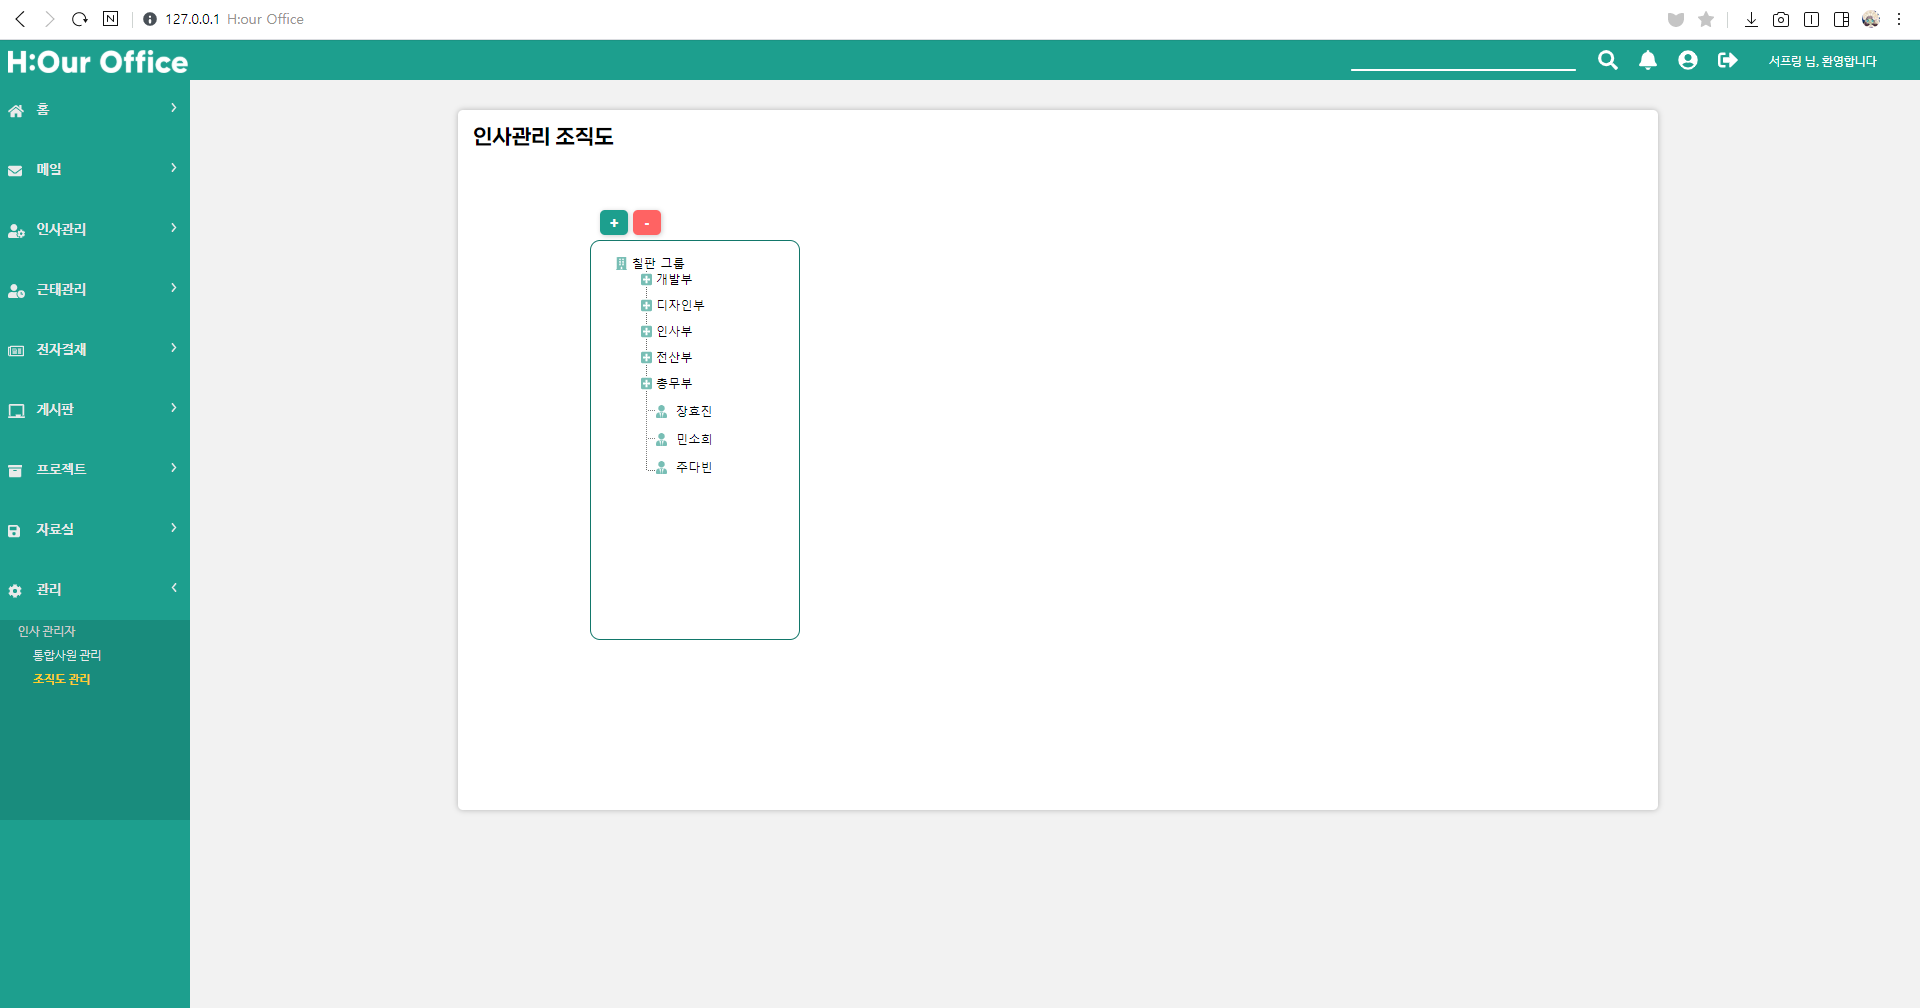 127.0.0.1 H:our Office
H:Our Office
서프링 님, 환영합니다
홈
메일
인사관리
근태관리
전자결재
게시판
프로젝트
자료실
관리
인사 관리자
통합사원 관리
조직도 관리
인사관리 조직도
+ -
칠판 그룹
개발부
디자인부
인사부
전산부
총무부
장효진
민소희
주다빈